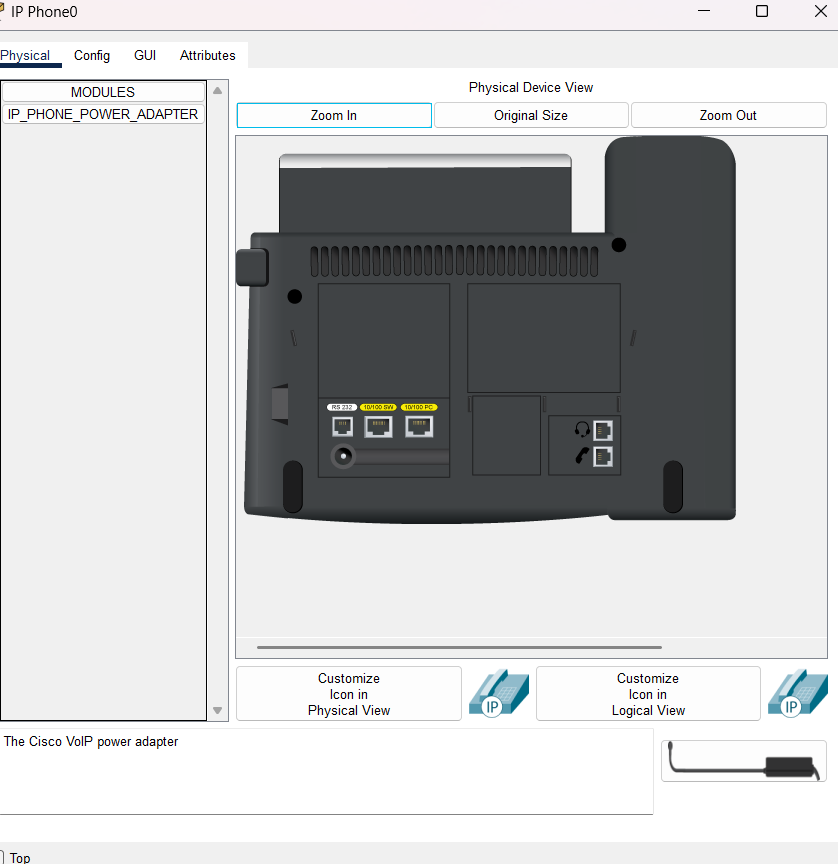 IP Phone0
Physical Config GUI Attributes
MODULES
IP_PHONE_POWER_ADAPTER
Physical Device View
Zoom In Original Size Zoom Out
RS 232 10/100 SW 10/100 PC
Customize
Icon in
Physical View
IP
Customize
Icon in
Logical View
IP
The Cisco VoIP power adapter
Top